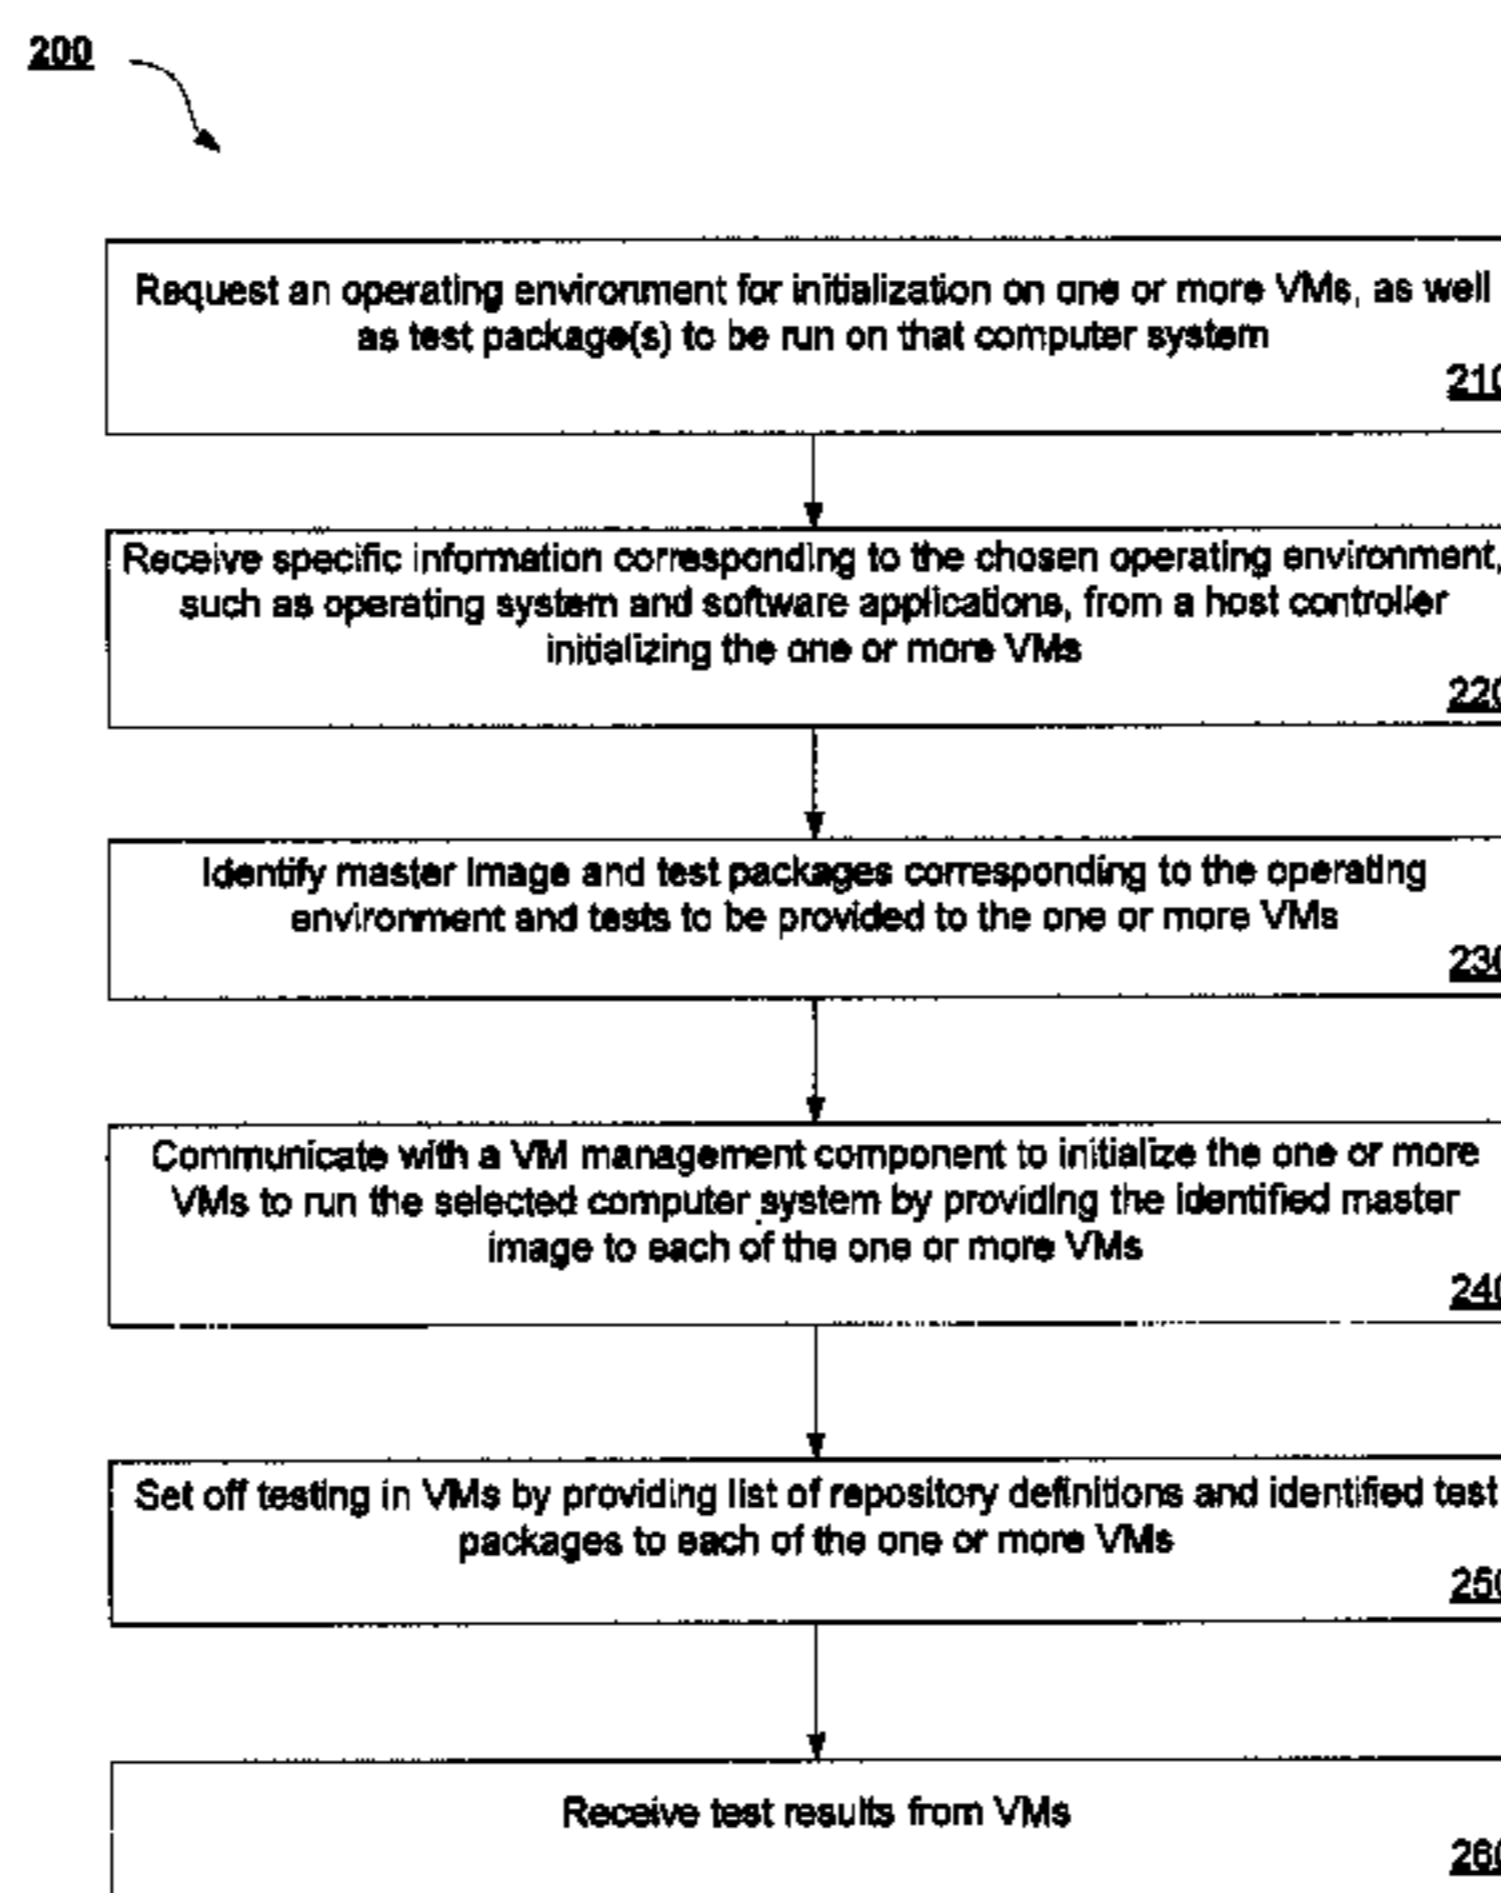 200
Request an operating environment for initialization on one or more VMs, as well
as test package(s) to be run on that computer system
210
Receive specific information corresponding to the chosen operating environment,
such as operating system and software applications, from a host controller
initializing the one or more VMs
220
Identify master image and test packages corresponding to the operating
environment and tests to be provided to the one or more VMs
230
Communicate with a VM management component to initialize the one or more
VMs to run the selected computer system by providing the identified master
image to each of the one or more VMs
240
Set off testing in VMs by providing list of repository definitions and identified test
packages to each of the one or more VMs
250
Receive test results from VMs
260